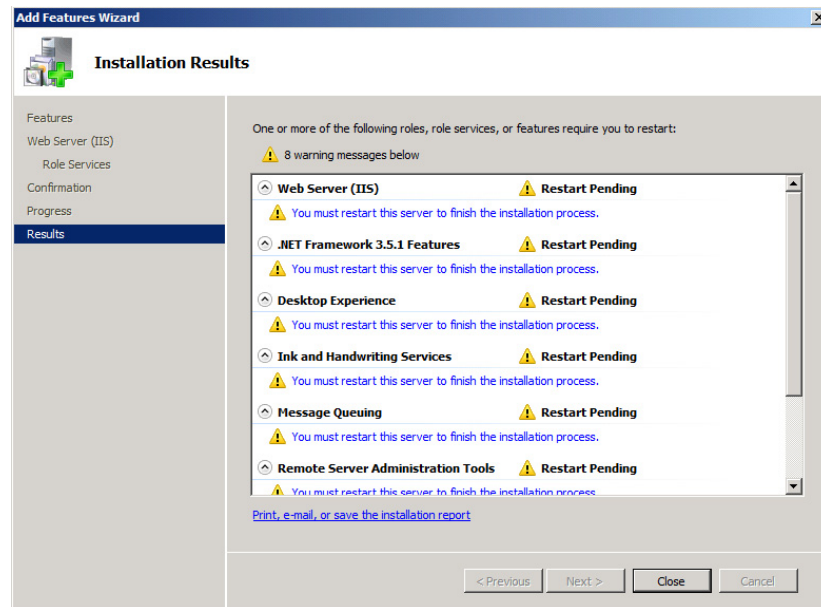 Add Features Wizard
Installation Results
Features
Web Server (IIS)
Role Services
Confirmation
Progress
Results
One or more of the following roles, role services, or features require you to restart:
8 warning messages below
Web Server (IIS) Restart Pending
You must restart this server to finish the installation process.
.NET Framework 3.5.1 Features Restart Pending
You must restart this server to finish the installation process.
Desktop Experience Restart Pending
You must restart this server to finish the installation process.
Ink and Handwriting Services Restart Pending
You must restart this server to finish the installation process.
Message Queuing Restart Pending
You must restart this server to finish the installation process.
Remote Server Administration Tools Restart Pending
You must restart this server to finish the installation process.
Print, e-mail, or save the installation report
< Previous Next > Close Cancel